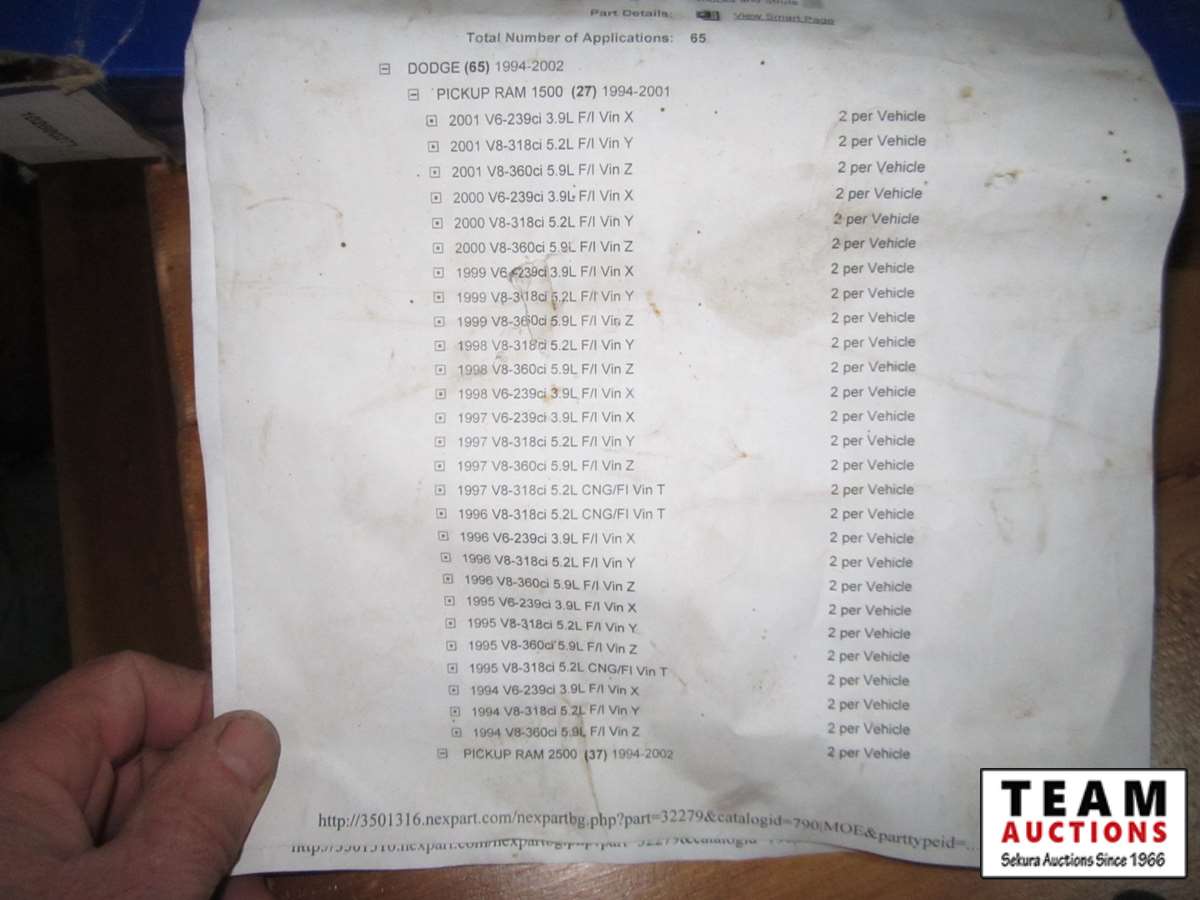 Shocks and Struts
Part Details: View Smart Page
Total Number of Applications: 65
DODGE (65) 1994-2002
PICKUP RAM 1500 (27) 1994-2001
2001 V6-239ci 3.9L F/I Vin X 2 per Vehicle
2001 V8-318ci 5.2L F/I Vin Y 2 per Vehicle
2001 V8-360ci 5.9L F/I Vin Z 2 per Vehicle
2000 V6-239ci 3.9L F/I Vin X 2 per Vehicle
2000 V8-318ci 5.2L F/I Vin Y 2 per Vehicle
2000 V8-360ci 5.9L F/I Vin Z 2 per Vehicle
1999 V6-239ci 3.9L F/I Vin X 2 per Vehicle
1999 V8-318ci 5.2L F/I Vin Y 2 per Vehicle
1999 V8-360ci 5.9L F/I Vin Z 2 per Vehicle
1998 V8-318ci 5.2L F/I Vin Y 2 per Vehicle
1998 V8-360ci 5.9L F/I Vin Z 2 per Vehicle
1998 V6-239ci 3.9L F/I Vin X 2 per Vehicle
1997 V6-239ci 3.9L F/I Vin X 2 per Vehicle
1997 V8-318ci 5.2L F/I Vin Y 2 per Vehicle
1997 V8-360ci 5.9L F/I Vin Z 2 per Vehicle
1997 V8-318ci 5.2L CNG/FI Vin T 2 per Vehicle
1996 V8-318ci 5.2L CNG/FI Vin T 2 per Vehicle
1996 V6-239ci 3.9L F/I Vin X 2 per Vehicle
1996 V8-318ci 5.2L F/I Vin Y 2 per Vehicle
1996 V8-360ci 5.9L F/I Vin Z 2 per Vehicle
1995 V6-239ci 3.9L F/I Vin X 2 per Vehicle
1995 V8-318ci 5.2L F/I Vin Y 2 per Vehicle
1995 V8-360ci 5.9L F/I Vin Z 2 per Vehicle
1995 V8-318ci 5.2L CNG/FI Vin T 2 per Vehicle
1994 V6-239ci 3.9L F/I Vin X 2 per Vehicle
1994 V8-318ci 5.2L F/I Vin Y 2 per Vehicle
1994 V8-360ci 5.9L F/I Vin Z 2 per Vehicle
PICKUP RAM 2500 (37) 1994-2002 2 per Vehicle
http://3501316.nexpart.com/nexpartbg.php?part=32279&catalogid=790|MOE&parttypeid=...
TEAM
AUCTIONS
Sekura Auctions Since 1966